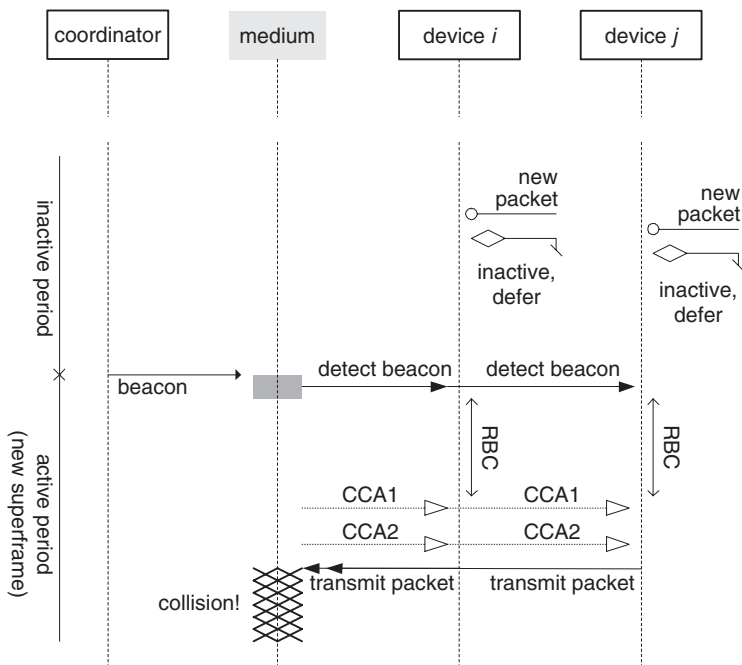 coordinator
medium
device i
device j
new
packet
inactive,
defer
new
packet
inactive,
defer
inactive period
beacon
detect beacon
detect beacon
RBC
RBC
CCA1
CCA1
CCA2
CCA2
transmit packet
transmit packet
collision!
active period
(new superframe)